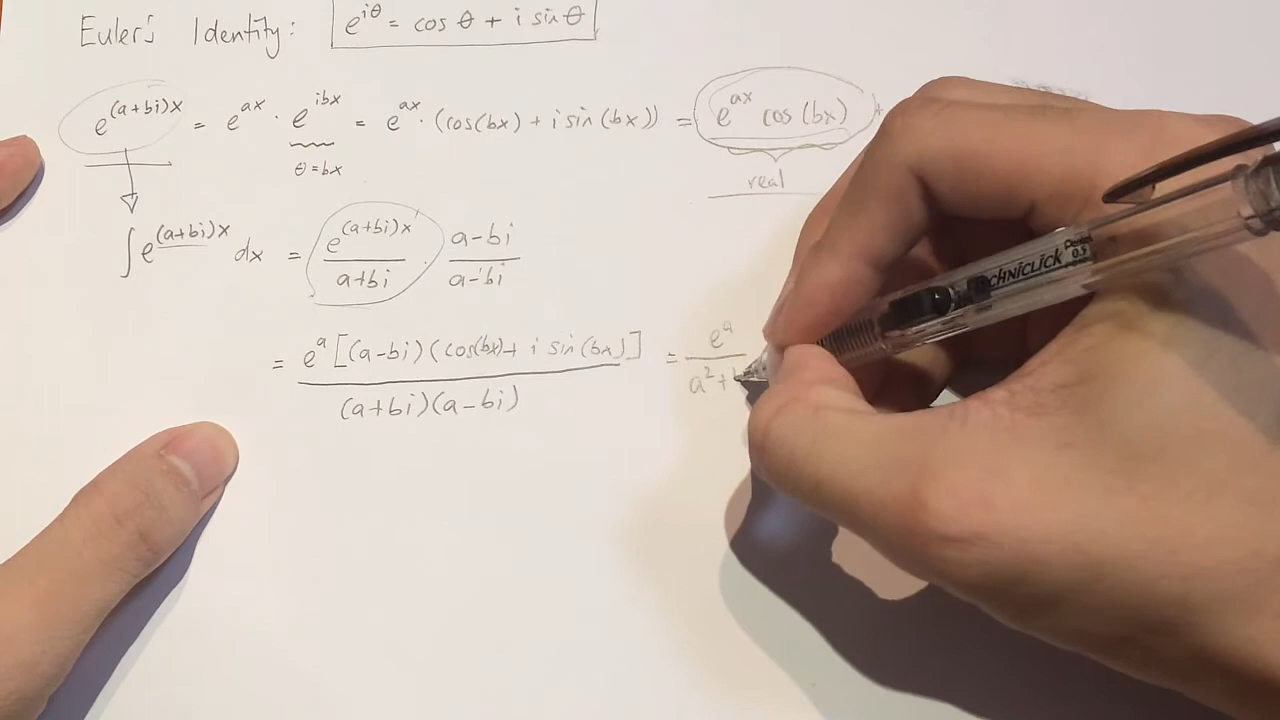 Euler's Identity: e^{iθ} = cos θ + i sin θ
e^{(a+bi)x} = e^{ax} · e^{ibx} = e^{ax} · (cos(bx) + i sin(bx)) = e^{ax} cos(bx) +
θ = bx
real
∫ e^{(a+bi)x} dx = e^{(a+bi)x} / a+bi · a-bi / a-bi
= e^a [(a-bi)(cos(bx)+ i sin(bx)] / (a+bi)(a-bi) = e^a / a^2+
TECHNICLICK Pentel 0.5